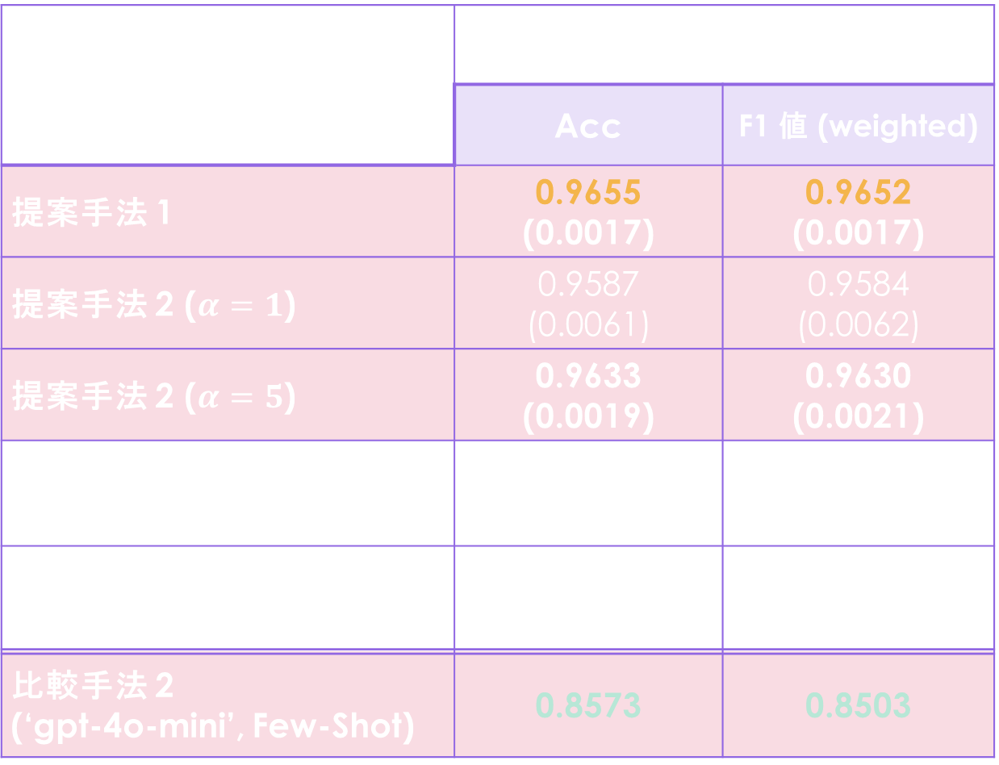 Acc F1 値 (weighted)
提案手法 1 0.9655 0.9652
(0.0017) (0.0017)
提案手法 2 (α = 1) 0.9587 0.9584
(0.0061) (0.0062)
提案手法 2 (α = 5) 0.9633 0.9630
(0.0019) (0.0021)
比較手法 2
(‘gpt-4o-mini’, Few-Shot) 0.8573 0.8503